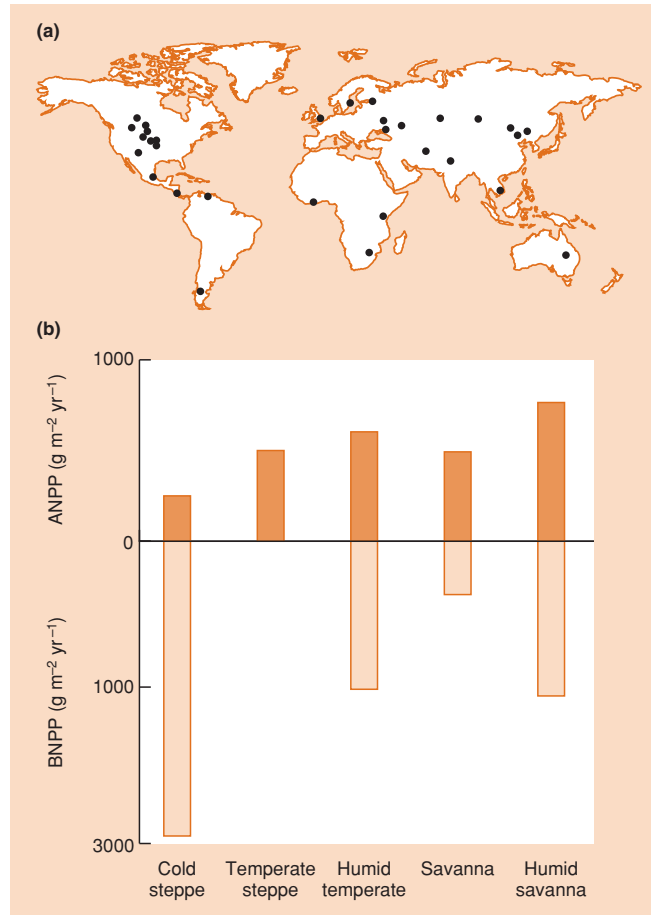 (a)
(b)
1000
ANPP (g m⁻² yr⁻¹)
0
BNPP (g m⁻² yr⁻¹)
1000
3000
Cold
steppe
Temperate
steppe
Humid
temperate
Savanna
Humid
savanna